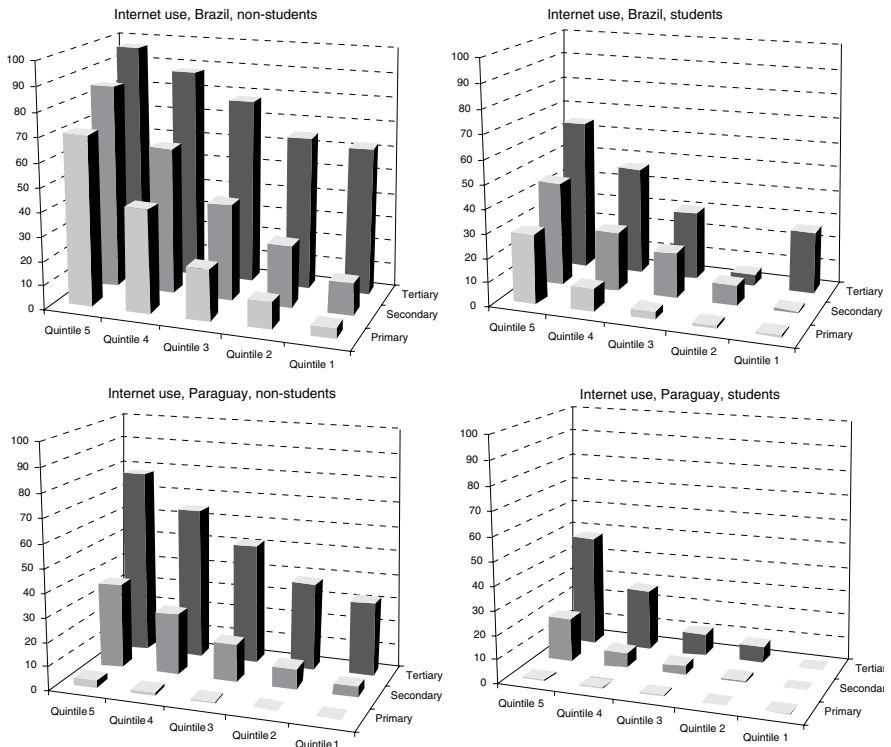 Internet use, Brazil, non-students
100
90
80
70
60
50
40
30
20
10
0
Quintile 5
Quintile 4
Quintile 3
Quintile 2
Quintile 1
Tertiary
Secondary
Primary
Internet use, Brazil, students
100
90
80
70
60
50
40
30
20
10
0
Quintile 5
Quintile 4
Quintile 3
Quintile 2
Quintile 1
Tertiary
Secondary
Primary
Internet use, Paraguay, non-students
100
90
80
70
60
50
40
30
20
10
0
Quintile 5
Quintile 4
Quintile 3
Quintile 2
Quintile 1
Tertiary
Secondary
Primary
Internet use, Paraguay, students
100
90
80
70
60
50
40
30
20
10
0
Quintile 5
Quintile 4
Quintile 3
Quintile 2
Quintile 1
Tertiar
Secondar
Primary